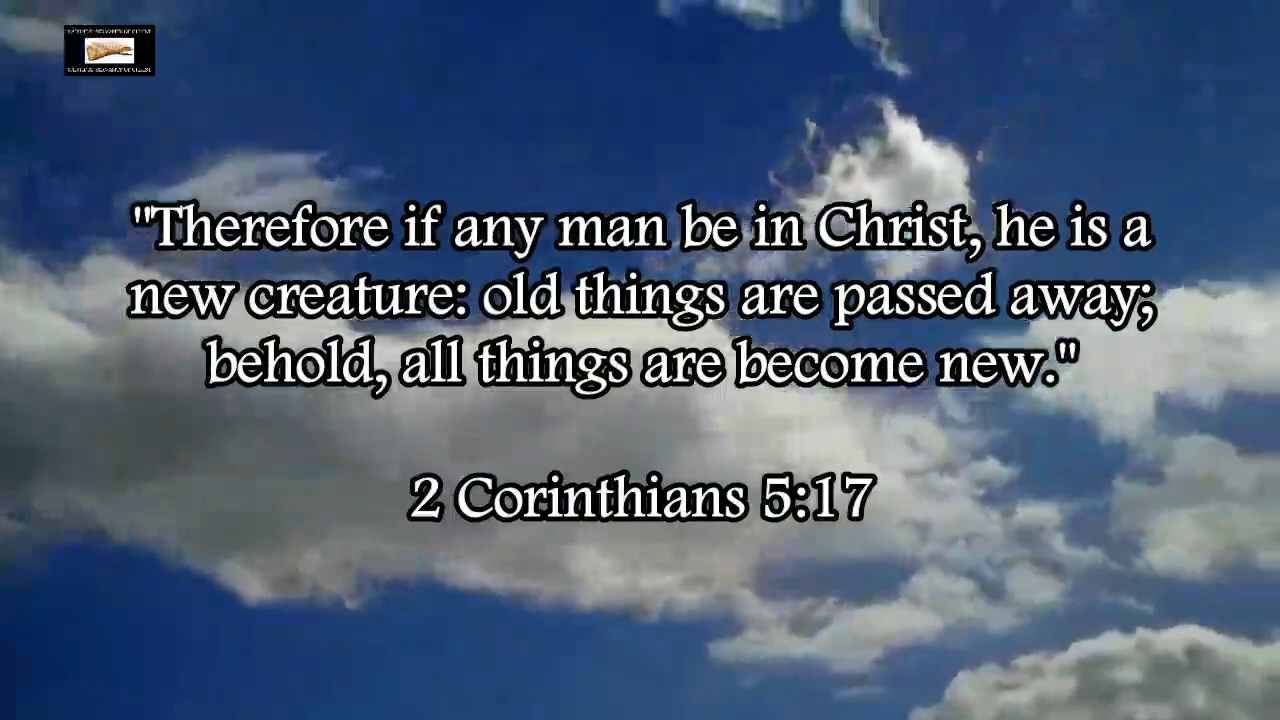 "Therefore if any man be in Christ, he is a
new creature: old things are passed away;
behold, all things are become new."
2 Corinthians 5:17